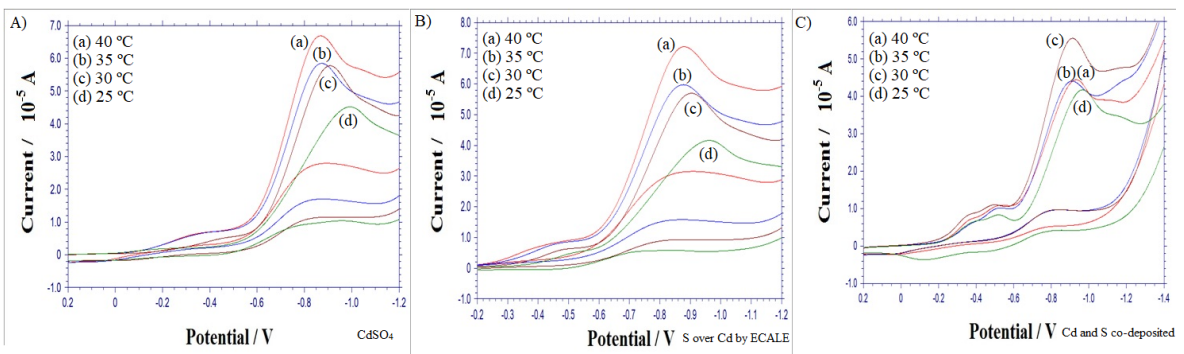 A)
(a) 40 ºC
(b) 35 ºC
(c) 30 ºC
(d) 25 ºC
(a)
(b)
(c)
(d)
Current / 10⁻⁵ A
7.0
6.0
5.0
4.0
3.0
2.0
1.0
0
-1.0
0.2 0 -0.2 -0.4 -0.6 -0.8 -1.0 -1.2
Potential / V
CdSO₄
B)
(a) 40 ºC
(b) 35 ºC
(c) 30 ºC
(d) 25 ºC
(a)
(b)
(c)
(d)
Current / 10⁻⁵ A
8.0
7.0
6.0
5.0
4.0
3.0
2.0
1.0
0
-1.0
-0.2 -0.3 -0.4 -0.5 -0.6 -0.7 -0.8 -0.9 -1.0 -1.1 -1.2
Potential / V
S over Cd by ECALE
C)
(a) 40 ºC
(b) 35 ºC
(c) 30 ºC
(d) 25 ºC
(c)
(b) (a)
(d)
Current / 10⁻⁵ A
6.0
5.0
4.0
3.0
2.0
1.0
0
-1.0
0.2 0 -0.2 -0.4 -0.6 -0.8 -1.0 -1.2 -1.4
Potential / V
Cd and S co-deposited